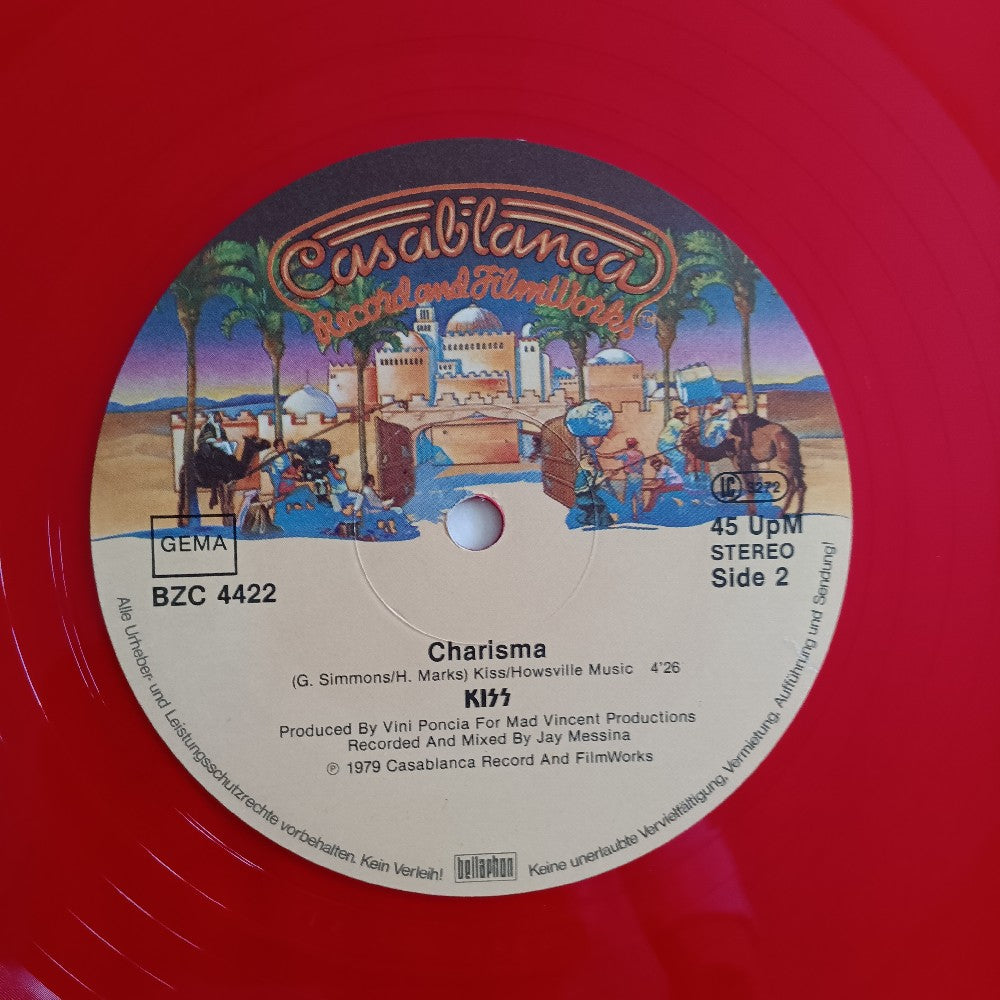 Casablanca
Record and FilmWorks
TM
LC 3272
GEMA
BZC 4422
45 UpM
STEREO
Side 2
Charisma
(G. Simmons/H. Marks) Kiss/Howsville Music 4'26
KISS
Produced By Vini Poncia For Mad Vincent Productions
Recorded And Mixed By Jay Messina
℗ 1979 Casablanca Record And FilmWorks
Alle Urheber- und Leistungsschutzrechte vorbehalten. Kein Verleih!
bellaphon
Keine unerlaubte Vervielfältigung, Vermietung, Aufführung und Sendung!